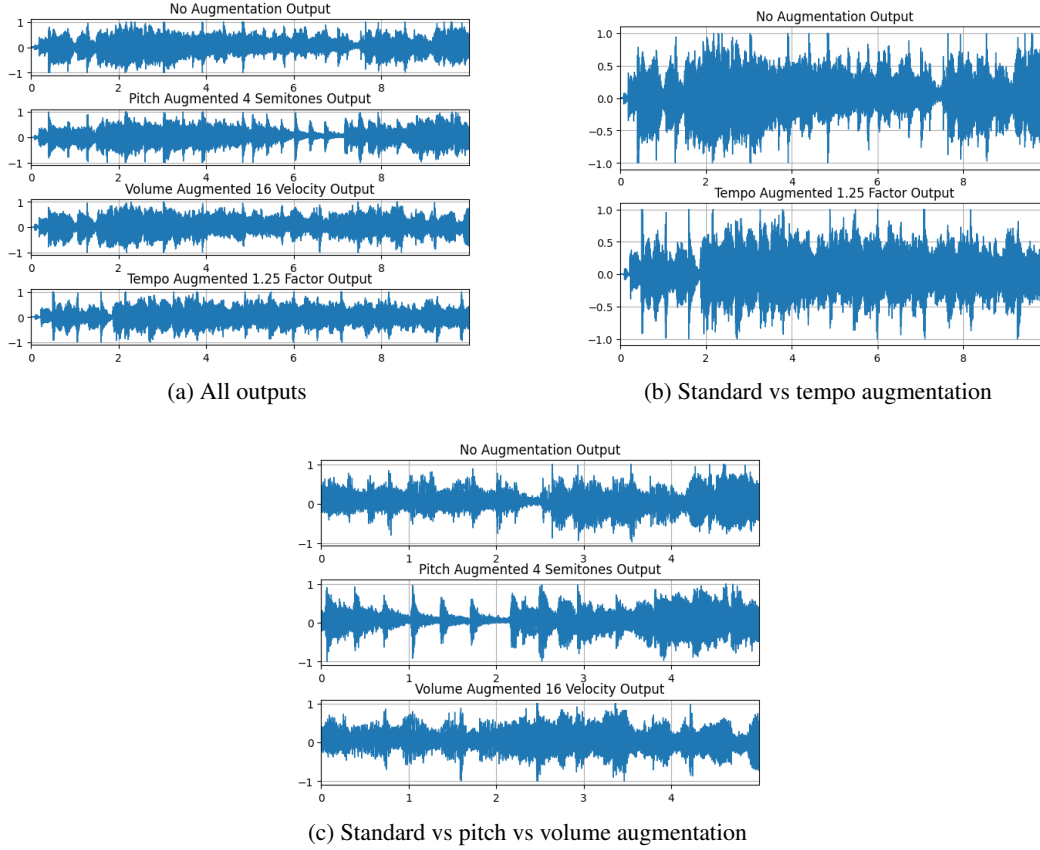 No Augmentation Output
1
0
−1
0 2 4 6 8
Pitch Augmented 4 Semitones Output
1
0
−1
0 2 4 6 8
Volume Augmented 16 Velocity Output
1
0
−1
0 2 4 6 8
Tempo Augmented 1.25 Factor Output
1
0
−1
0 2 4 6 8
(a) All outputs
No Augmentation Output
1.0
0.5
0.0
−0.5
−1.0
0 2 4 6 8
Tempo Augmented 1.25 Factor Output
1.0
0.5
0.0
−0.5
−1.0
0 2 4 6 8
(b) Standard vs tempo augmentation
No Augmentation Output
1
0
−1
0 1 2 3 4
Pitch Augmented 4 Semitones Output
1
0
−1
0 1 2 3 4
Volume Augmented 16 Velocity Output
1
0
−1
0 1 2 3 4
(c) Standard vs pitch vs volume augmentation